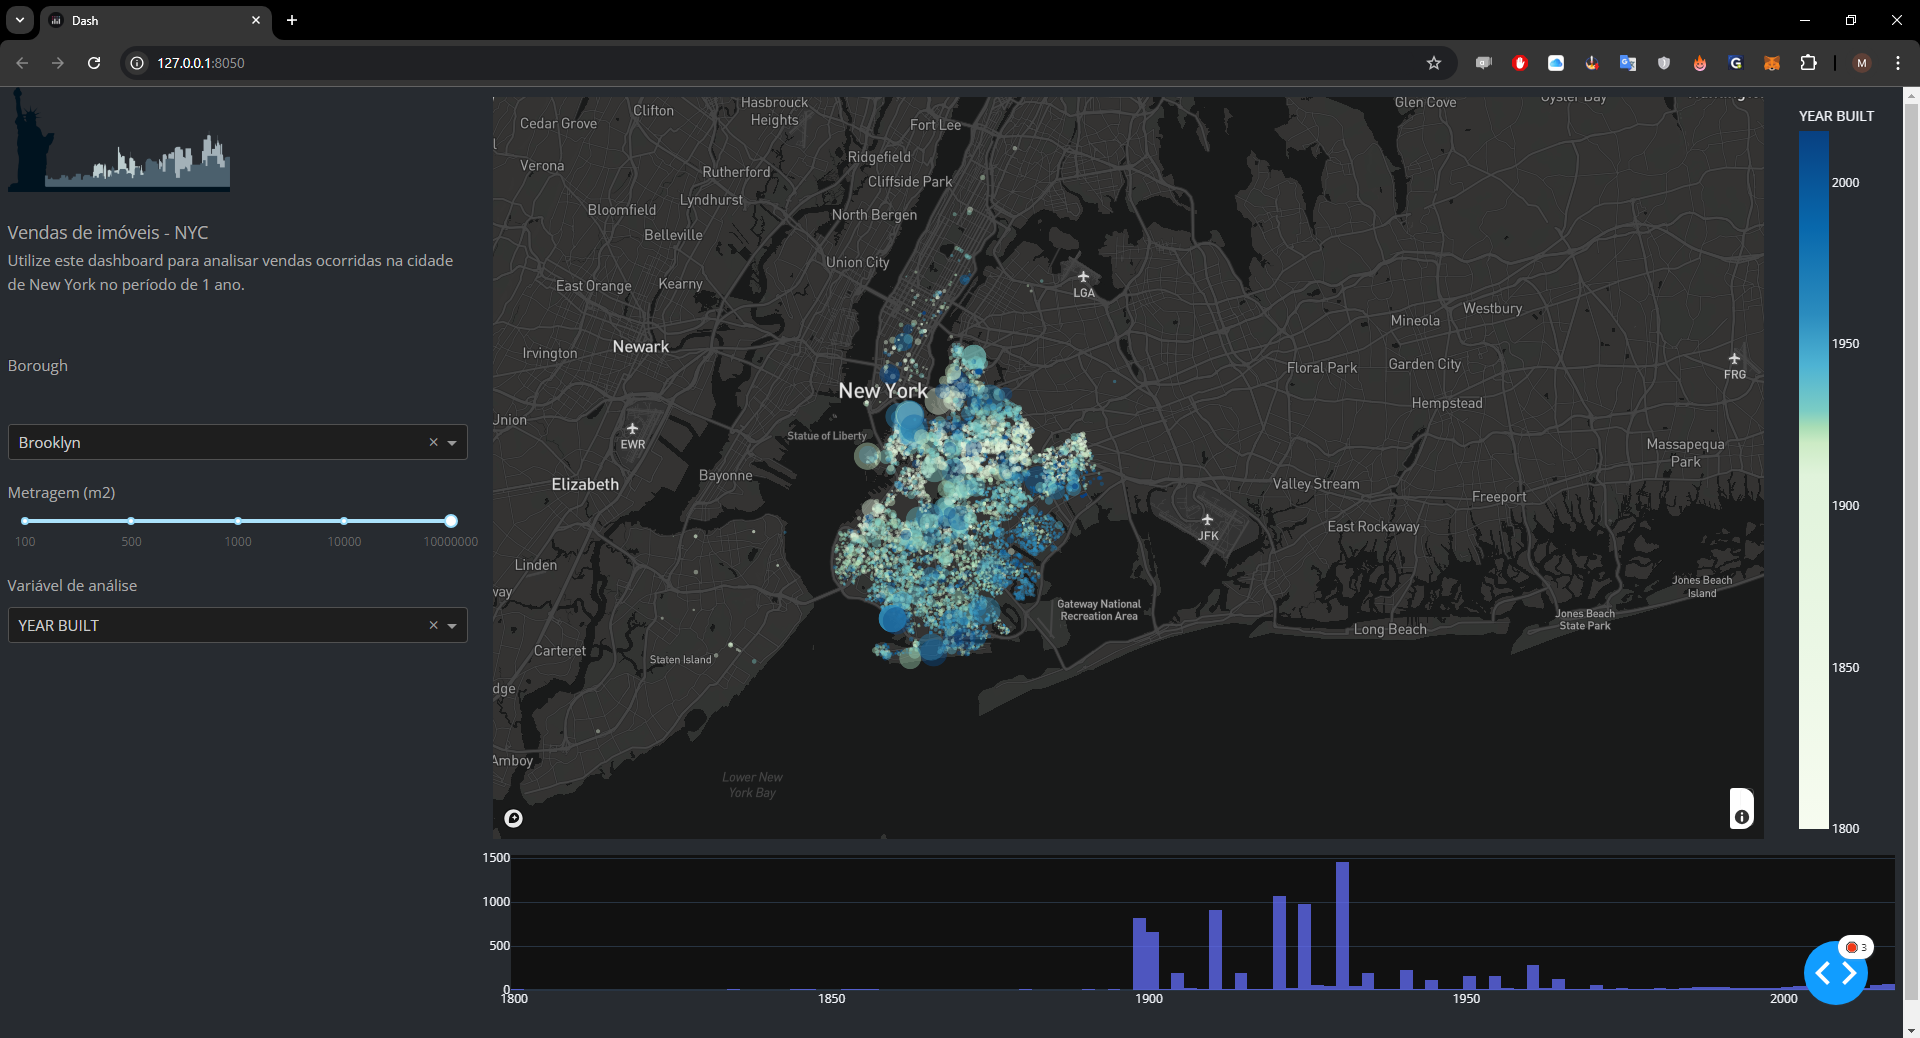 Dash
127.0.0.1:8050
M
Vendas de imóveis - NYC
Utilize este dashboard para analisar vendas ocorridas na cidade
de New York no período de 1 ano.
Borough
Brooklyn
Metragem (m2)
100 500 1000 10000 10000000
Variável de análise
YEAR BUILT
Clifton
Hasbrouck
Heights
Glen Cove
Oyster Bay
Cedar Grove
Fort Lee
Verona
Ridgefield
Rutherford
Cliffside Park
Lyndhurst
Bloomfield
North Bergen
Belleville
Union City
East Orange
Kearny
LGA
Westbury
Mineola
Irvington
Newark
Floral Park
Garden City
FRG
New York
Hempstead
Union
EWR
Statue of Liberty
Massapequa
Park
Bayonne
Elizabeth
Valley Stream
Freeport
East Rockaway
JFK
Linden
way
Jones Beach
Island
Gateway National
Recreation Area
Jones Beach
State Park
Long Beach
Carteret
Staten Island
dge
Amboy
Lower New
York Bay
YEAR BUILT
2000
1950
1900
1850
1800
1500
1000
500
0
1800 1850 1900 1950 2000
3